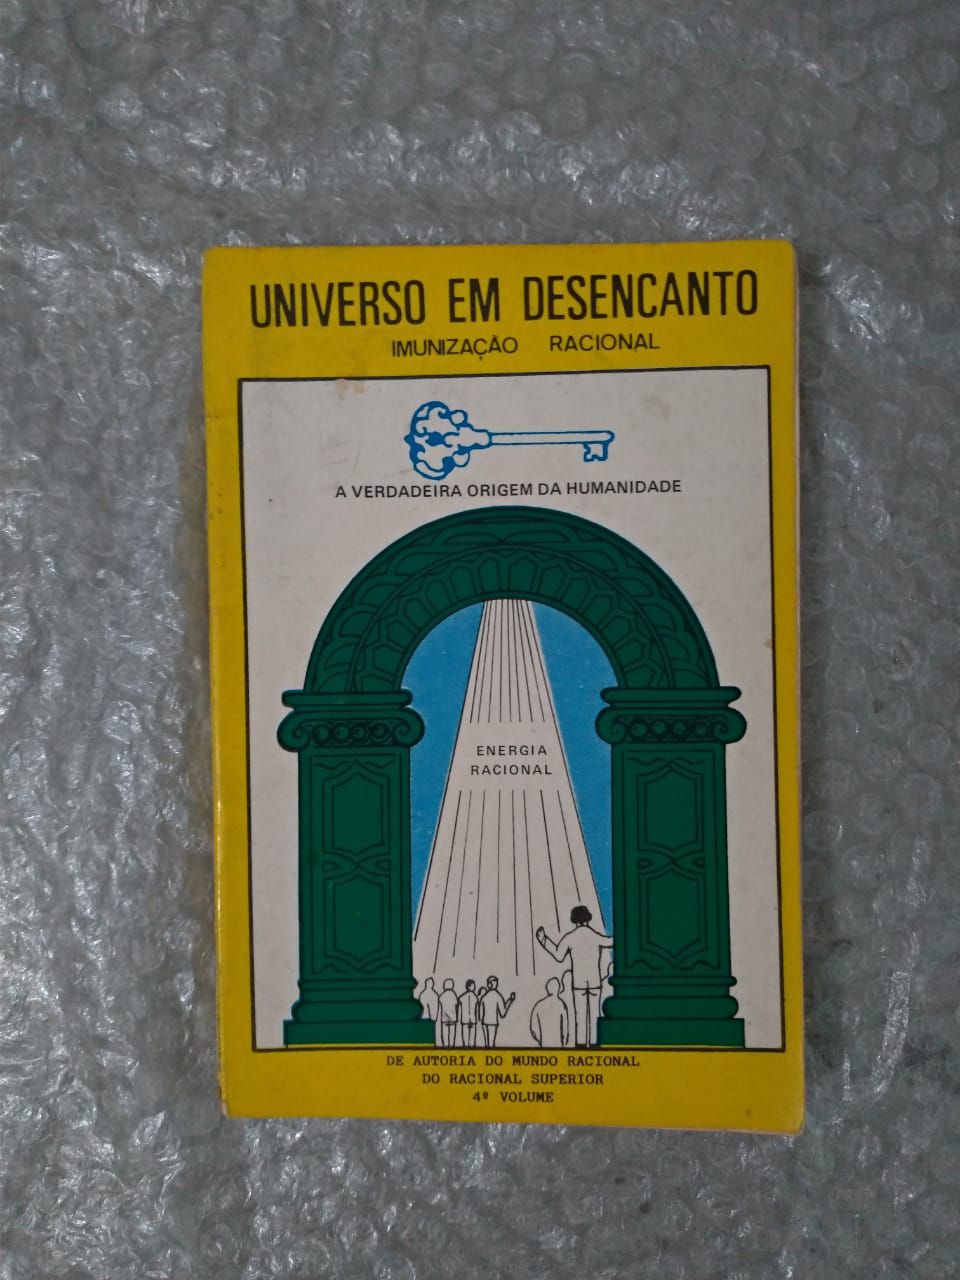 UNIVERSO EM DESENCANTO
IMUNIZAÇÃO RACIONAL
A VERDADEIRA ORIGEM DA HUMANIDADE
ENERGIA
RACIONAL
DE AUTORIA DO MUNDO RACIONAL
DO RACIONAL SUPERIOR
4º VOLUME